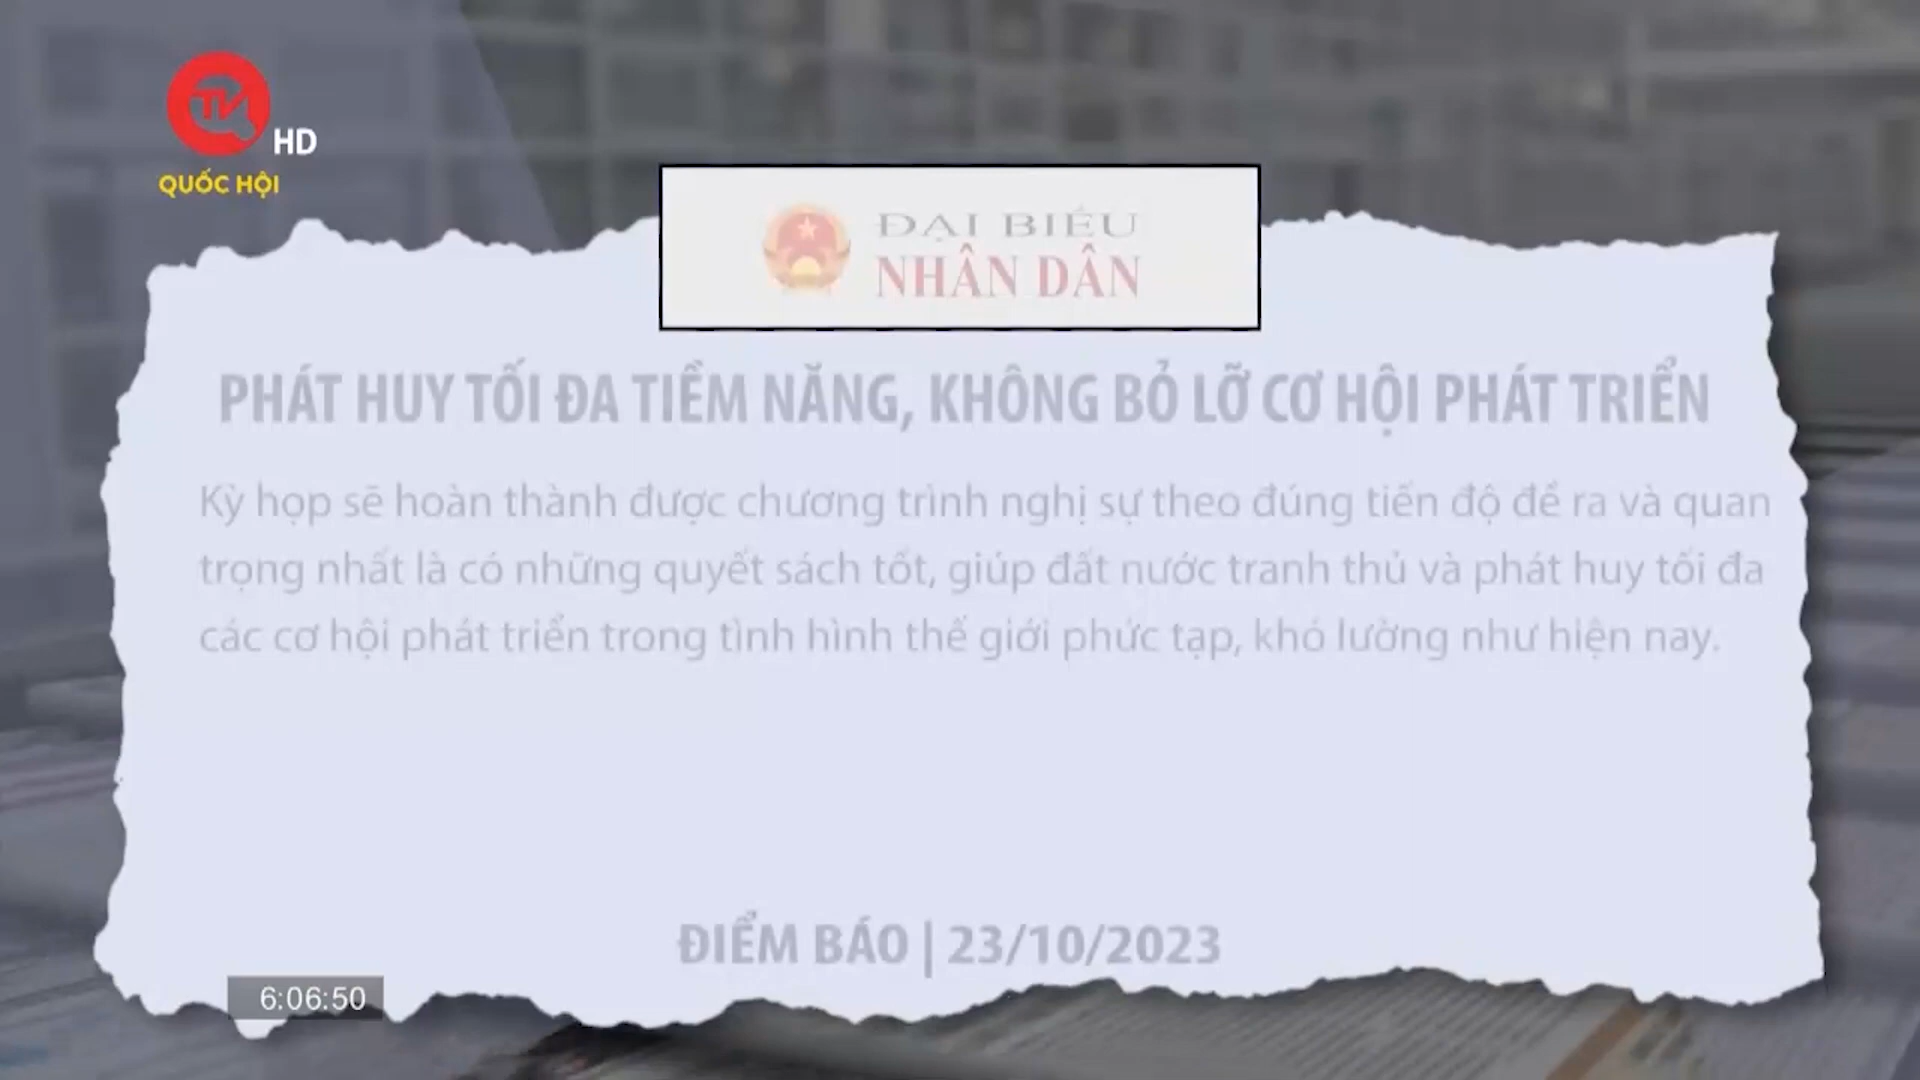 TV
HD
QUỐC HỘI
ĐẠI BIỂU
NHÂN DÂN
PHÁT HUY TỐI ĐA TIỀM NĂNG, KHÔNG BỎ LỠ CƠ HỘI PHÁT TRIỂN
Kỳ họp sẽ hoàn thành được chương trình nghị sự theo đúng tiến độ đề ra và quan
trọng nhất là có những quyết sách tốt, giúp đất nước tranh thủ và phát huy tối đa
các cơ hội phát triển trong tình hình thế giới phức tạp, khó lường như hiện nay.
ĐIỂM BÁO | 23/10/2023
6:06:50